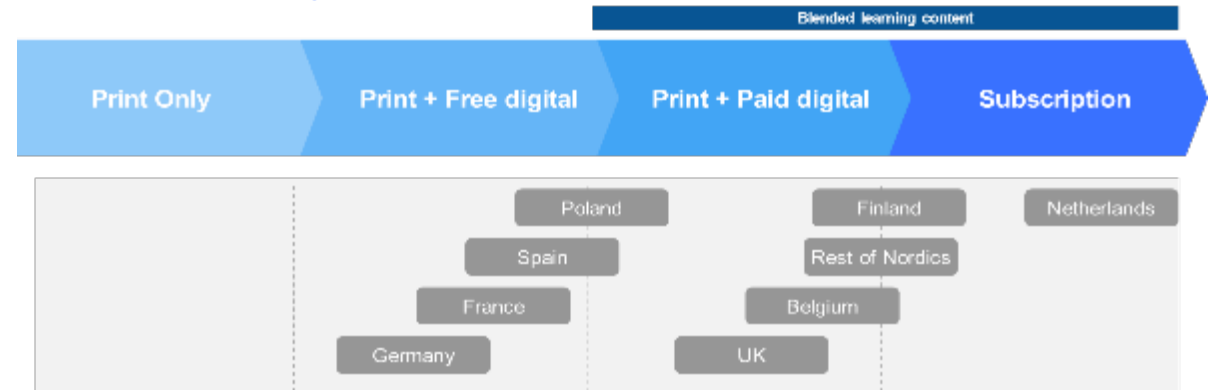 Blended learning content
Print Only
Print + Free digital
Print + Paid digital
Subscription
Poland
Finland
Netherlands
Spain
Rest of Nordics
France
Belgium
Germany
UK